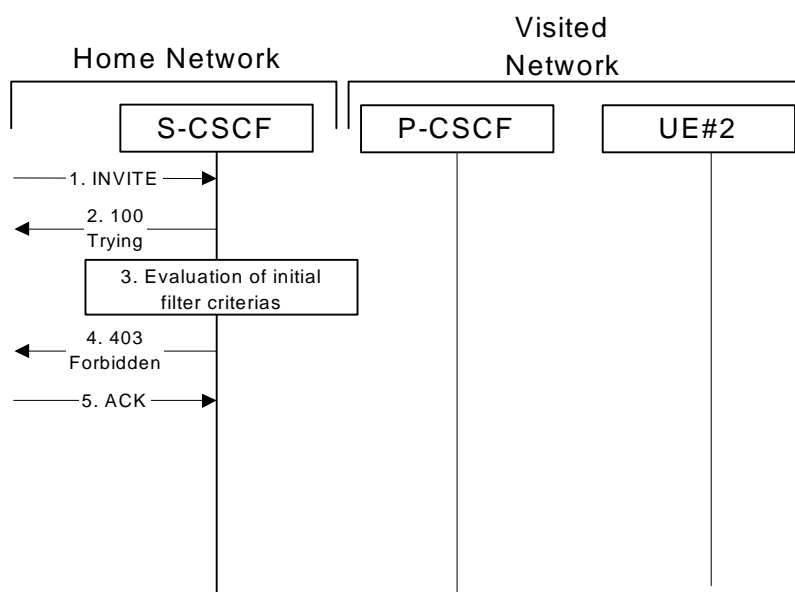 Home Network
Visited
Network
S-CSCF
P-CSCF
UE#2
1. INVITE
2. 100
Trying
3. Evaluation of initial
filter criterias
4. 403
Forbidden
5. ACK